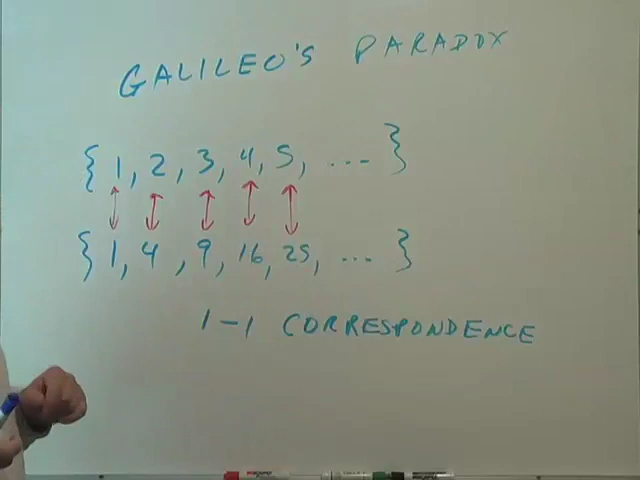 GALILEO'S PARADOX
{1, 2, 3, 4, 5, ... }
{1, 4, 9, 16, 25, ... }
1-1 CORRESPONDENCE